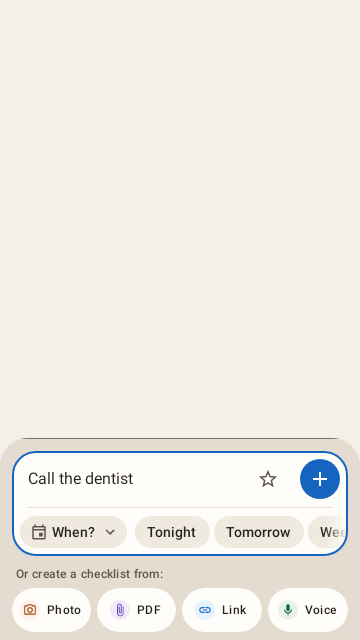 Call the dentist
When? Tonight Tomorrow
Or create a checklist from:
Photo PDF Link Voice